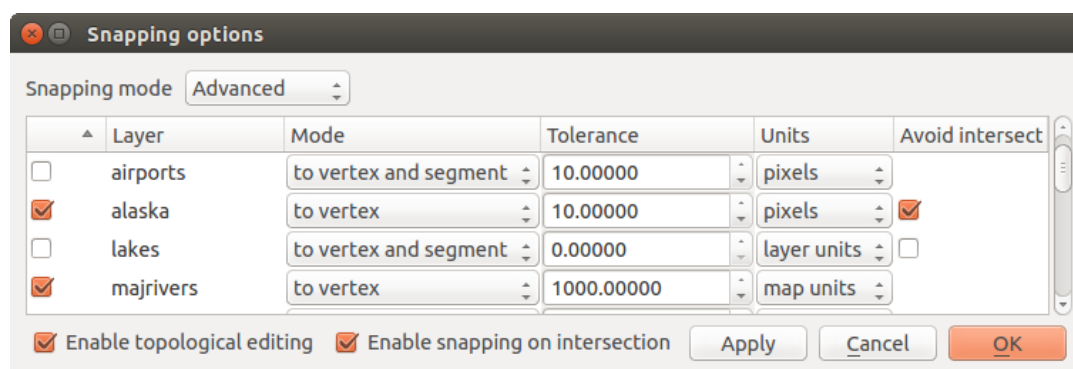 Snapping options
Snapping mode Advanced
Layer Mode Tolerance Units Avoid intersect
airports to vertex and segment 10.00000 pixels
alaska to vertex 10.00000 pixels
lakes to vertex and segment 0.00000 layer units
majrivers to vertex 1000.00000 map units
Enable topological editing Enable snapping on intersection Apply Cancel OK